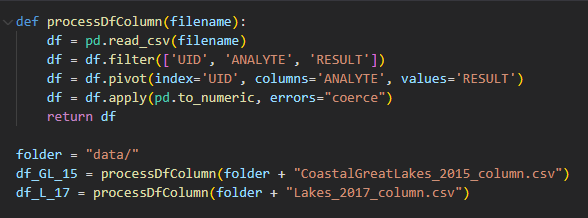 def processDfColumn(filename):
    df = pd.read_csv(filename)
    df = df.filter(['UID', 'ANALYTE', 'RESULT'])
    df = df.pivot(index='UID', columns='ANALYTE', values='RESULT')
    df = df.apply(pd.to_numeric, errors="coerce")
    return df

folder = "data/"
df_GL_15 = processDfColumn(folder + "CoastalGreatLakes_2015_column.csv")
df_L_17 = processDfColumn(folder + "Lakes_2017_column.csv")